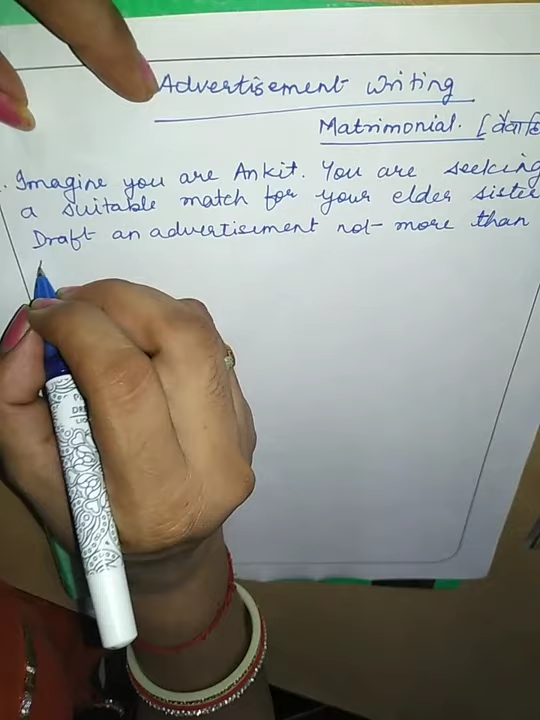 Advertisement Writing
Matrimonial. [
Imagine you are Ankit. You are seeking
a suitable match for your elder sister
Draft an advertisement not more than